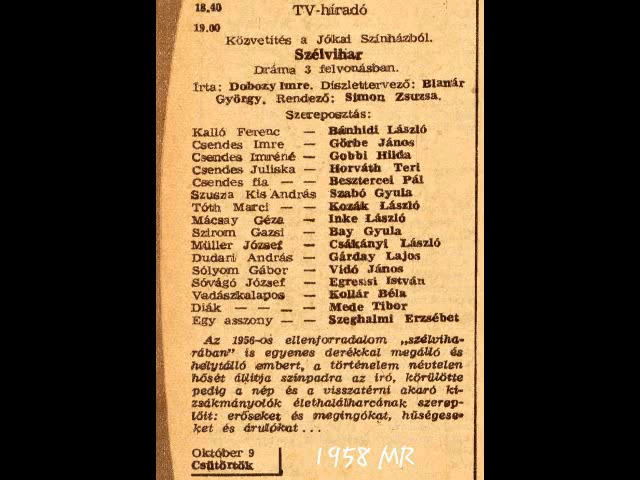 18.40 TV-híradó
19.00
Közvetítés a Jókai Színházból.
Szélvihar
Dráma 3 felvonásban.
Írta: Dobozy Imre. Díszlettervező: Blanár
György. Rendező: Simon Zsuzsa.
Szereposztás:
Kalló Ferenc — Bánhidi László
Csendes Imre — Görbe János
Csendes Imréné — Gobbi Hilda
Csendes Juliska — Horváth Teri
Csendes fia — — Besztercei Pál
Szusza Kis András Szabó Gyula
Tóth Marci — — Kozák László
Mácsay Géza — Inke László
Szirom Gazsi — Bay Gyula
Müller József — Csákányi László
Dudari András — Gárday Lajos
Sólyom Gábor — Vidó János
Sóvágó József — Egressi István
Vadászkalapos — Kollár Béla
Diák — — — — Mede Tibor
Egy asszony — — Szeghalmi Erzsébet
Az 1956-os ellenforradalom „szélviha-
rában” is egyenes derékkal megálló és
helytálló embert, a történelem névtelen
hősét állítja színpadra az író, körülötte
pedig a nép és a visszatérni akaró ki-
zsákmányolók élethalálharcának szerep-
lőit: erőseket és megingókat, hűségese-
ket és árulókat . . .
Október 9
Csütörtök
1958 MR